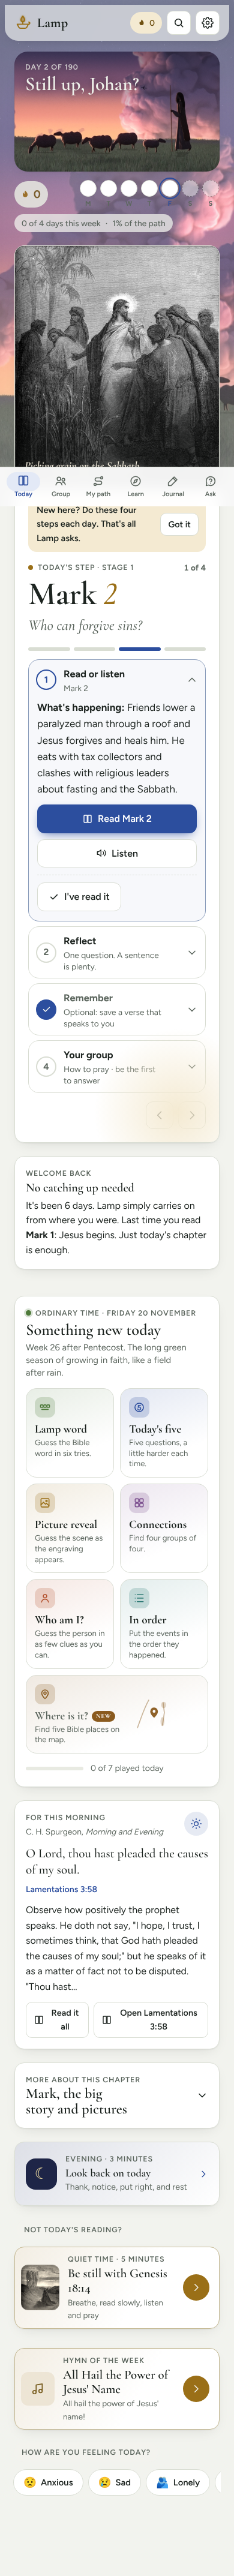 Lamp
0
DAY 2 OF 190
Still up, Johan?
0
S
0 of 4 days this week · 1% of the path
Picking grain on the Sabbath
Today
Group
My path
Learn
Journal
Ask
New here? Do these four
steps each day. That's all
Lamp asks.
Got it
TODAY'S STEP · STAGE 1
1 of 4
Mark 2
Who can forgive sins?
1
Read or listen
Mark 2
What's happening: Friends lower a
paralyzed man through a roof and
Jesus forgives and heals him. He
eats with tax collectors and
clashes with religious leaders
about fasting and the Sabbath.
Read Mark 2
Listen
I've read it
2
Reflect
One question. A sentence
is plenty.
Remember
Optional: save a verse that
speaks to you
4
Your group
How to pray · be the first
to answer
WELCOME BACK
No catching up needed
It's been 6 days. Lamp simply carries on
from where you were. Last time you read
Mark 1: Jesus begins. Just today's chapter
is enough.
ORDINARY TIME · FRIDAY 20 NOVEMBER
Something new today
Week 26 after Pentecost. The long green
season of growing in faith, like a field
after rain.
Lamp word
Guess the Bible
word in six tries.
5
Today's five
Five questions, a
little harder each
time.
Picture reveal
Guess the scene as
the engraving
appears.
Connections
Find four groups of
four.
Who am I?
Guess the person in
as few clues as you
can.
In order
Put the events in
the order they
happened.
Where is it? NEW
Find five Bible places on
the map.
0 of 7 played today
FOR THIS MORNING
C. H. Spurgeon, Morning and Evening
O Lord, thou hast pleaded the causes
of my soul.
Lamentations 3:58
Observe how positively the prophet
speaks. He doth not say, "I hope, I trust, I
sometimes think, that God hath pleaded
the causes of my soul;" but he speaks of it
as a matter of fact not to be disputed.
"Thou hast...
Read it
all
Open Lamentations
3:58
MORE ABOUT THIS CHAPTER
Mark, the big
story and pictures
EVENING · 3 MINUTES
Look back on today
Thank, notice, put right, and rest
NOT TODAY'S READING?
QUIET TIME · 5 MINUTES
Be still with Genesis
18:14
Breathe, read slowly, listen
and pray
HYMN OF THE WEEK
All Hail the Power of
Jesus' Name
All hail the power of Jesus'
name!
HOW ARE YOU FEELING TODAY?
Anxious
Sad
Lonely